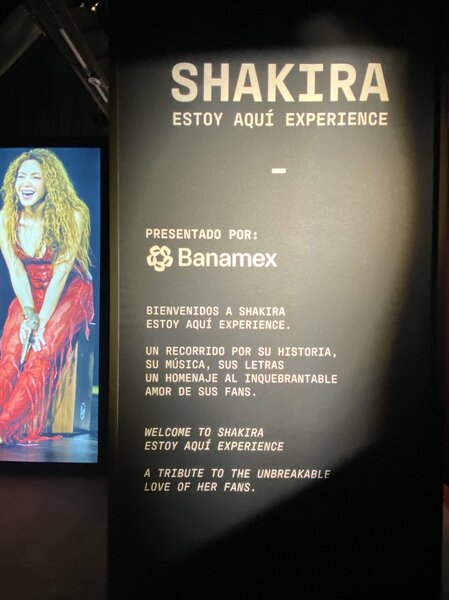 SHAKIRA
ESTOY AQUÍ EXPERIENCE
PRESENTADO POR:
Banamex
BIENVENIDOS A SHAKIRA
ESTOY AQUÍ EXPERIENCE.
UN RECORRIDO POR SU HISTORIA,
SU MÚSICA, SUS LETRAS
UN HOMENAJE AL INQUEBRANTABLE
AMOR DE SUS FANS.
WELCOME TO SHAKIRA
ESTOY AQUÍ EXPERIENCE
A TRIBUTE TO THE UNBREAKABLE
LOVE OF HER FANS.